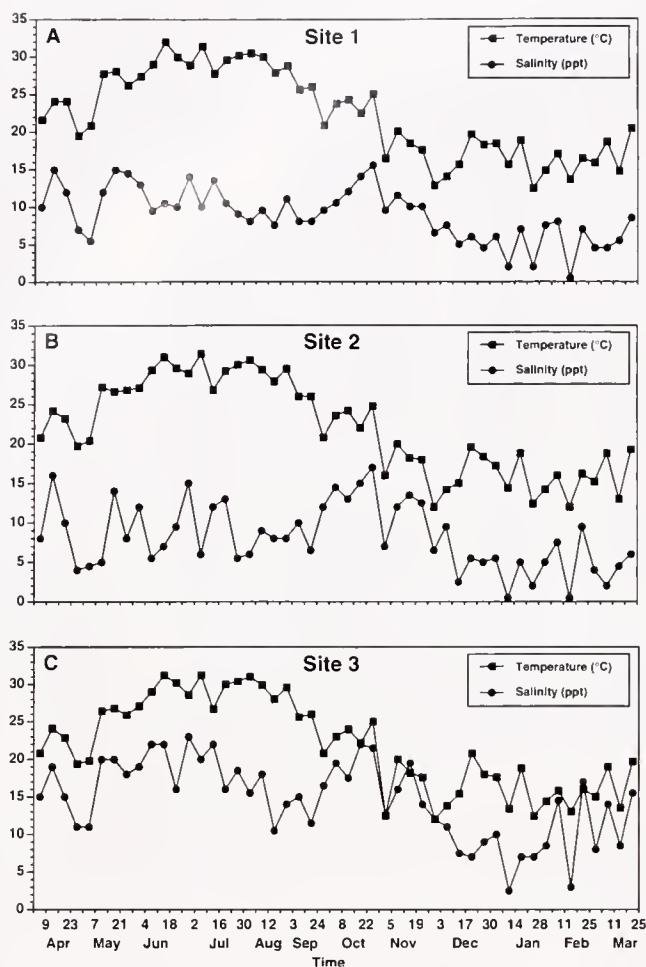 A Site 1
Temperature (°C)
Salinity (ppt)
35
30
25
20
15
10
5
0
B Site 2
Temperature (°C)
Salinity (ppt)
35
30
25
20
15
10
5
0
C Site 3
Temperature (°C)
Salinity (ppt)
35
30
25
20
15
10
5
0
9 23 7 21 4 18 2 16 30 12 3 24 8 22 5 19 3 17 30 14 28 11 25 11 25
Apr May Jun Jul Aug Sep Oct Nov Dec Jan Feb Mar
Time